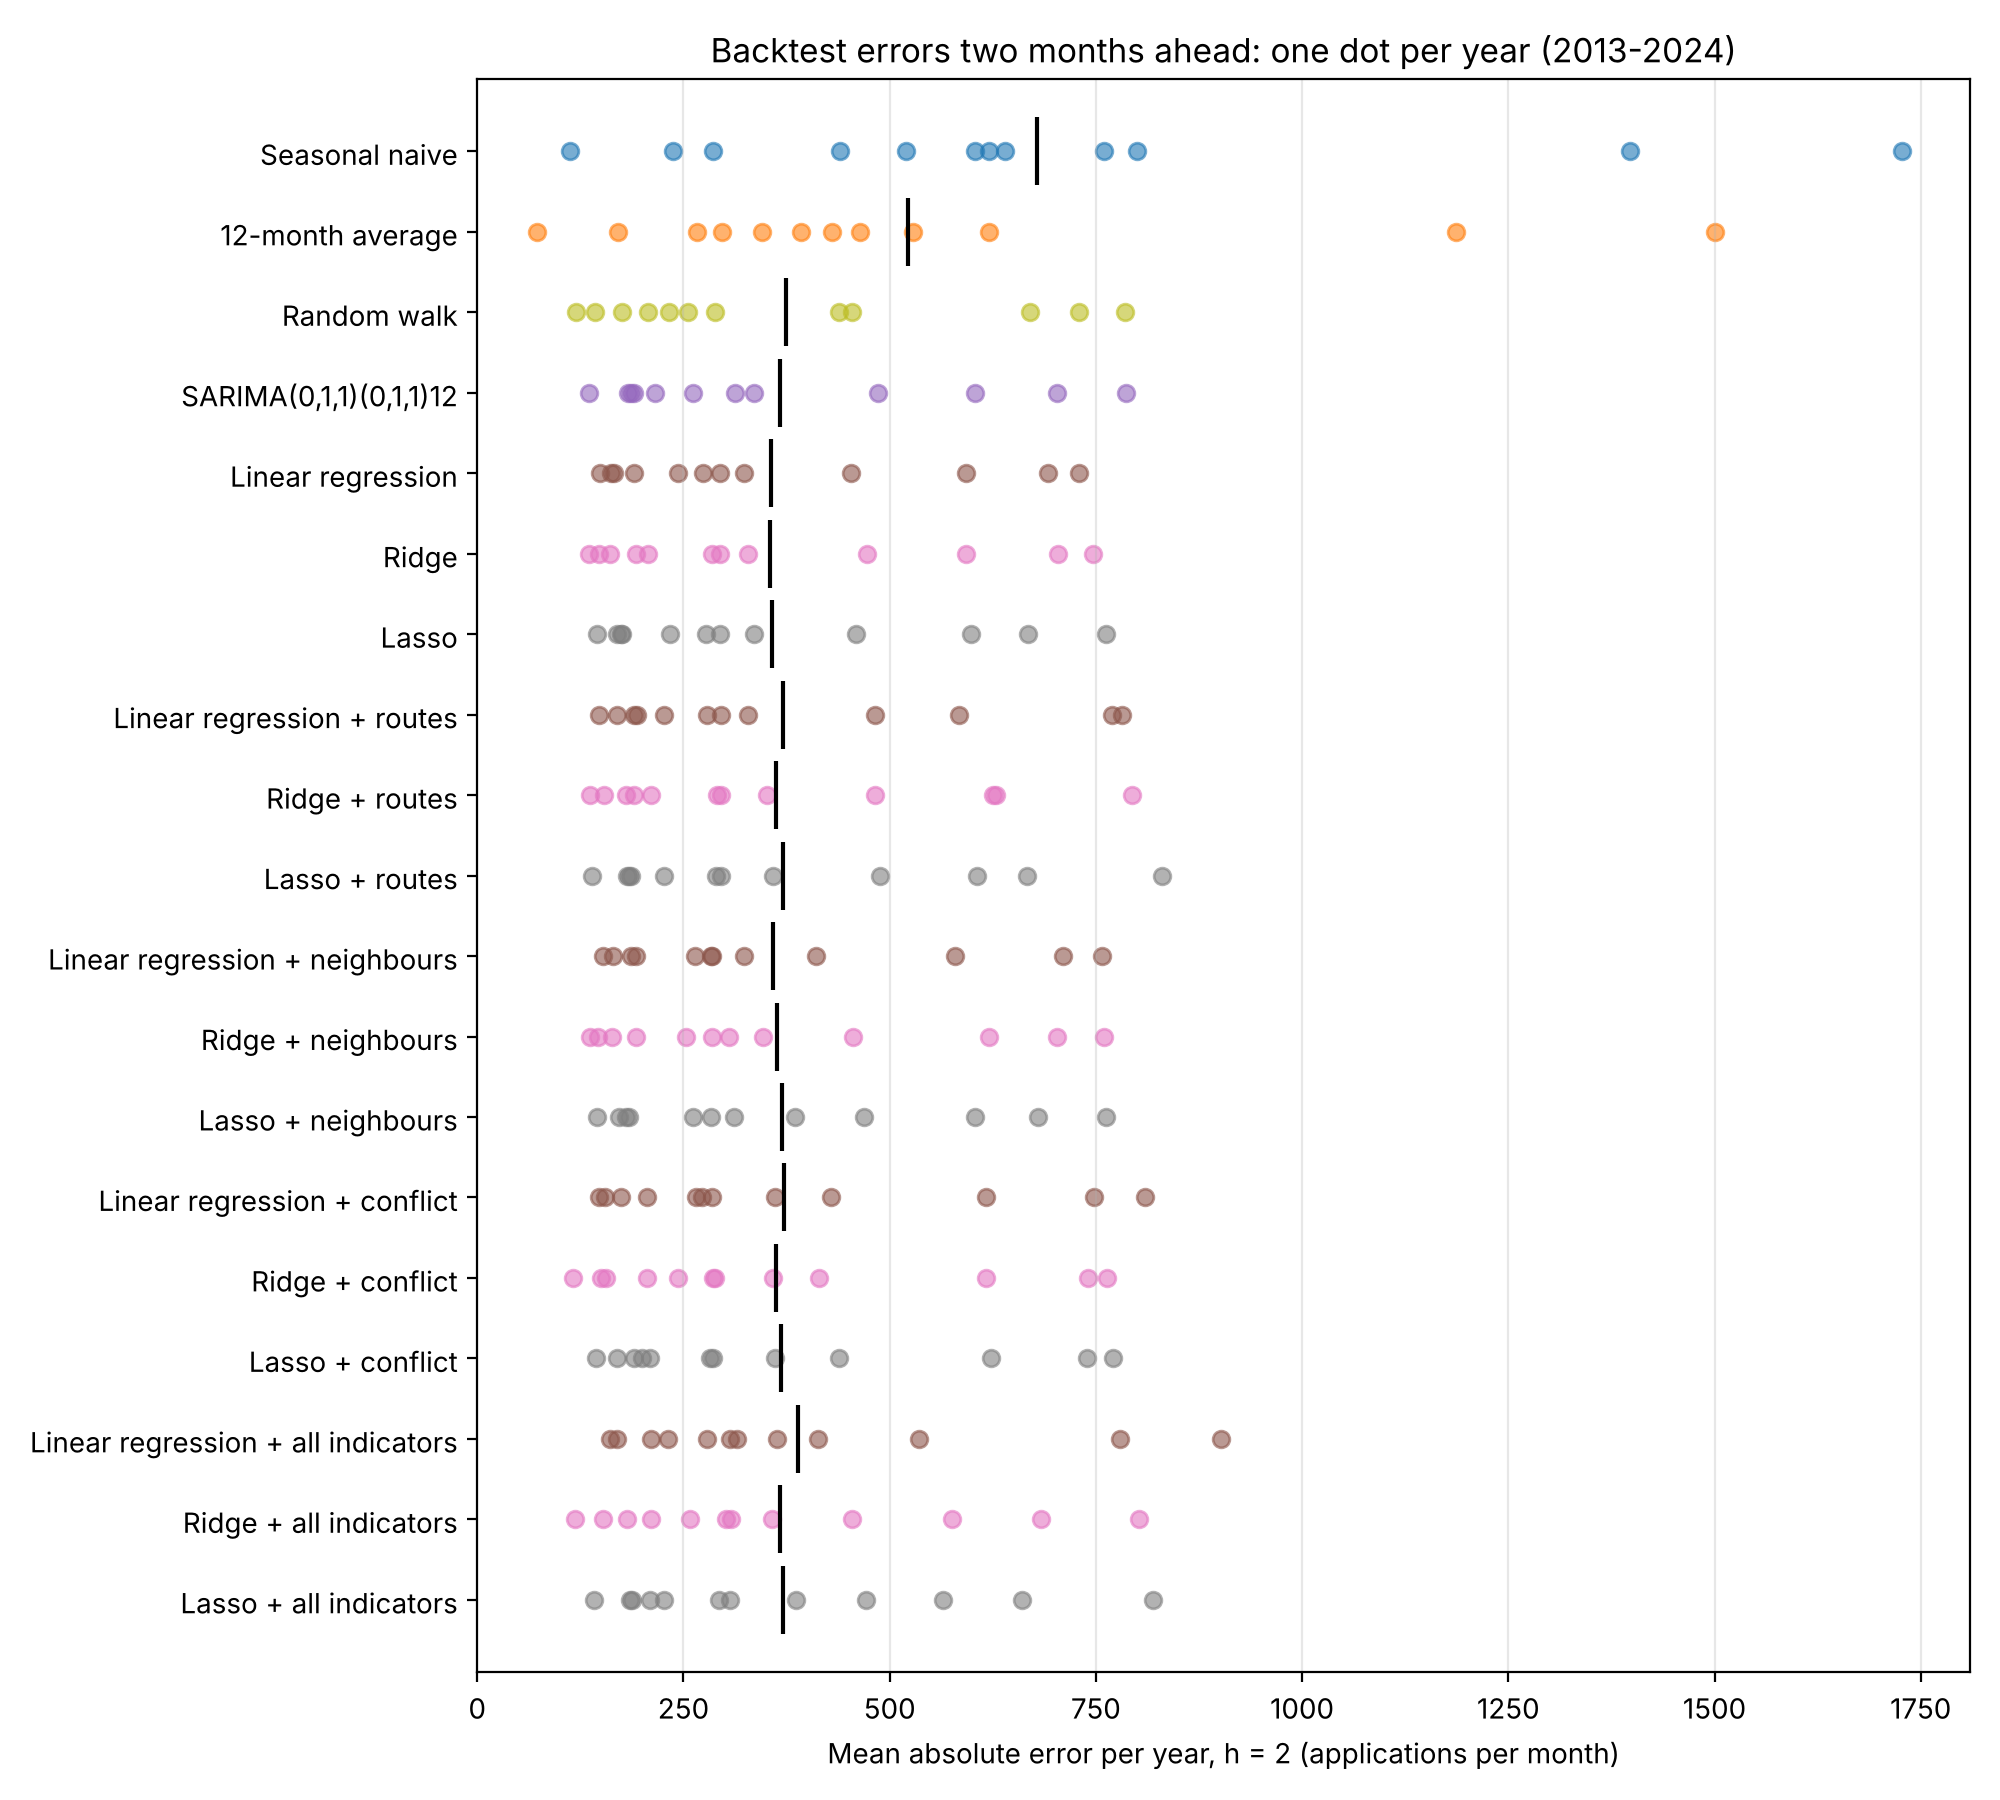 Backtest errors two months ahead: one dot per year (2013-2024)
Seasonal naive
12-month average
Random walk
SARIMA(0,1,1)(0,1,1)12
Linear regression
Ridge
Lasso
Linear regression + routes
Ridge + routes
Lasso + routes
Linear regression + neighbours
Ridge + neighbours
Lasso + neighbours
Linear regression + conflict
Ridge + conflict
Lasso + conflict
Linear regression + all indicators
Ridge + all indicators
Lasso + all indicators
0 250 500 750 1000 1250 1500 1750
Mean absolute error per year, h = 2 (applications per month)